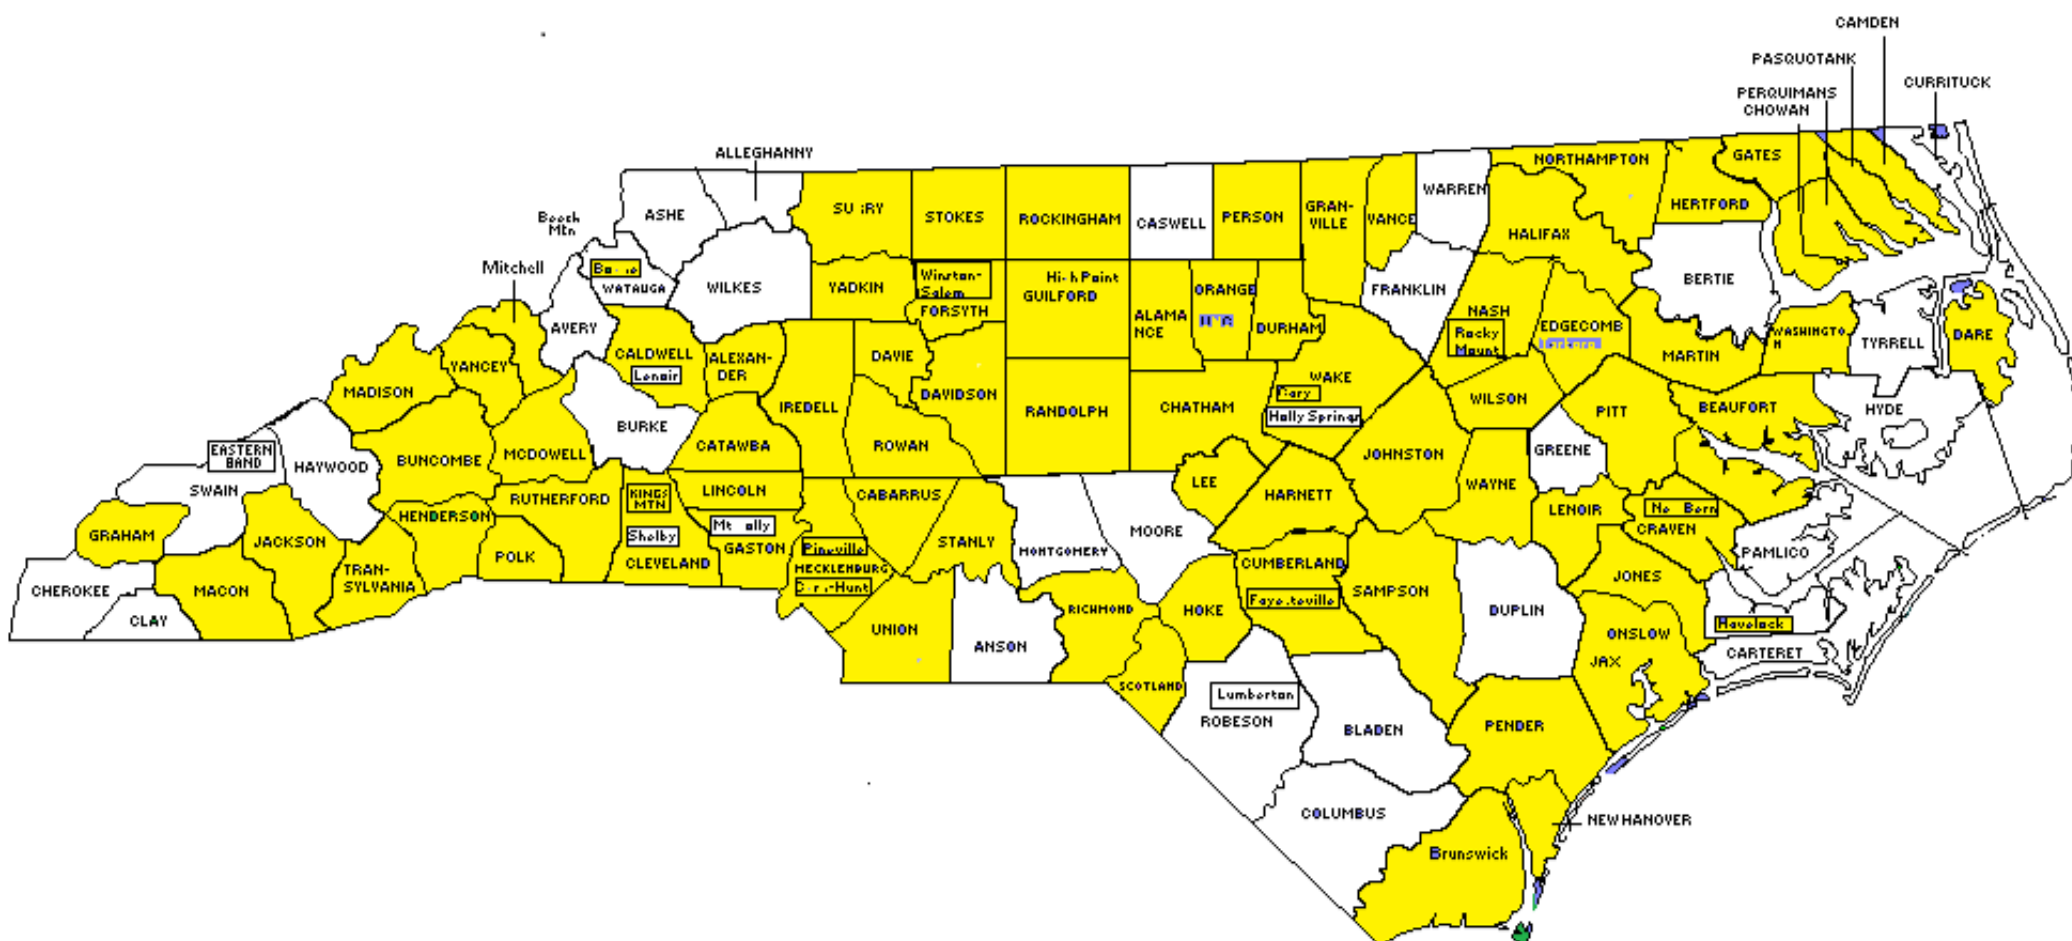 CAMDEN
PASQUOTANK
CURRITUCK
PERQUIMANS
CHOWAN
ALLEGHANNY
NORTHAMPTON
GATES
WARREN
ASHE
SURRY
STOKES
ROCKINGHAM
CASWELL
PERSON
GRAN-
VILLE
VANCE
HERTFORD
HALIFAX
Mtn
Mitchell
WATAUGA
WILKES
YADKIN
Winston-
Salem
FORSYTH
High Point
GUILFORD
ORANGE
ALAMA
NCE
DURHAM
FRANKLIN
NASH
Rocky
Mount
EDGECOMB
BERTIE
MARTIN
WASHINGTO
N
TYRRELL
DARE
AVERY
CALDWELL
Lenoir
ALEXAN-
DER
DAVIE
YANCEY
MADISON
IREDELL
DAVIDSON
RANDOLPH
CHATHAM
WAKE
Cary
Holly Springs
WILSON
PITT
BEAUFORT
HYDE
BURKE
CATAWBA
ROWAN
EASTERN
BAND
HAYWOOD
BUNCOMBE
MCDOWELL
JOHNSTON
GREENE
SWAIN
RUTHERFORD
KINGS
MTN
LINCOLN
CABARRUS
LEE
HARNETT
WAYNE
LENOIR
CRAVEN
GRAHAM
JACKSON
HENDERSON
POLK
Shelby
CLEVELAND
GASTON
Pineville
MECKLENBURG
STANLY
MONTGOMERY
MOORE
CUMBERLAND
PAMLICO
CHEROKEE
MACON
TRAN-
SYLVANIA
CLAY
UNION
ANSON
RICHMOND
HOKE
Fayetteville
SAMPSON
DUPLIN
JONES
ONSLOW
JAX
Havelock
CARTERET
SCOTLAND
Lumberton
ROBESON
BLADEN
PENDER
COLUMBUS
NEW HANOVER
Brunswick